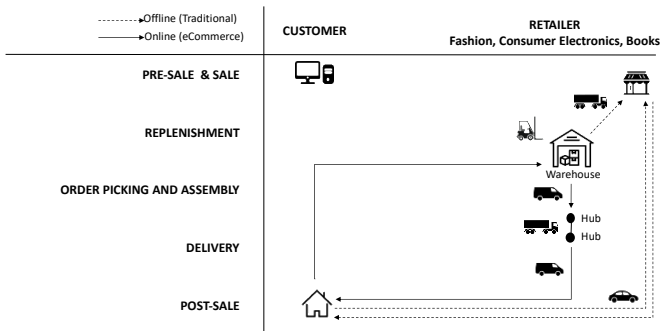 Offline (Traditional)
Online (eCommerce)
CUSTOMER
RETAILER
Fashion, Consumer Electronics, Books
PRE-SALE & SALE
REPLENISHMENT
Warehouse
ORDER PICKING AND ASSEMBLY
Hub
Hub
DELIVERY
POST-SALE